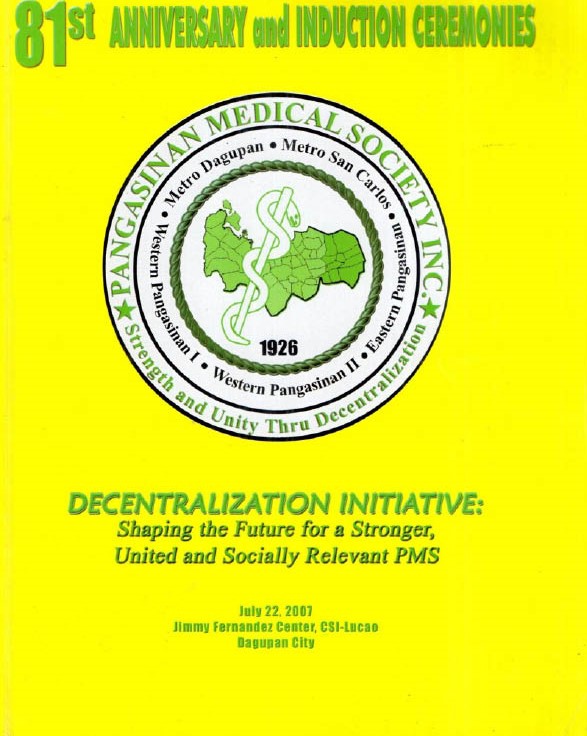 81st ANNIVERSARY and INDUCTION CEREMONIES
PANGASINAN MEDICAL SOCIETY INC.
Metro Dagupan • Metro San Carlos • Eastern Pangasinan • Western Pangasinan II • Western Pangasinan I •
1926
★ Strength and Unity Thru Decentralization ★
DECENTRALIZATION INITIATIVE:
Shaping the Future for a Stronger,
United and Socially Relevant PMS
July 22, 2007
Jimmy Fernandez Center, CSI-Lucao
Dagupan City